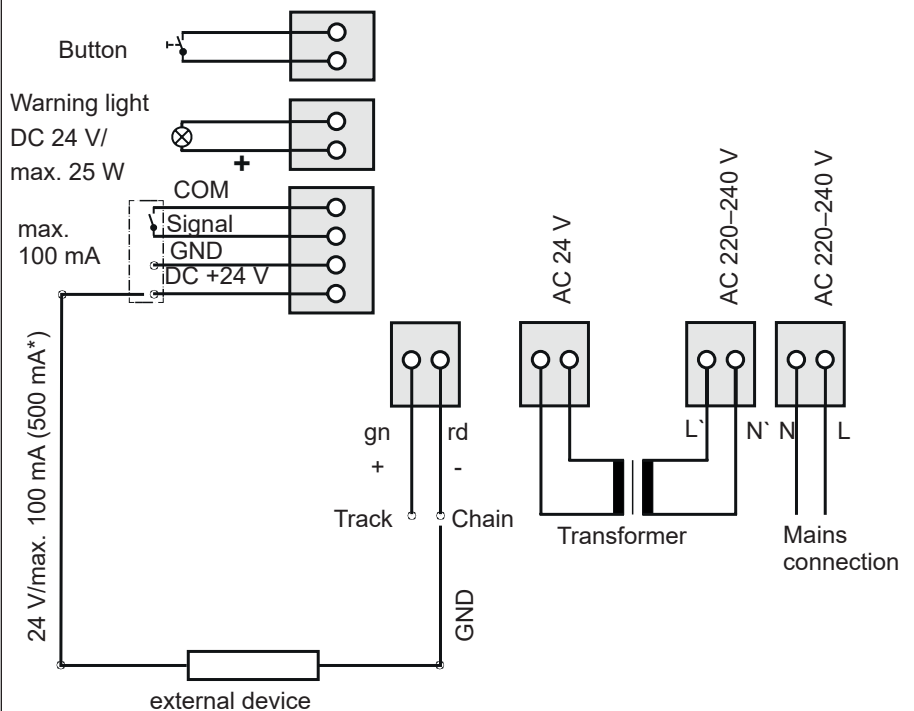 Button
Warning light
DC 24 V/
max. 25 W
+
COM
Signal
GND
DC +24 V
max.
100 mA
24 V/max. 100 mA (500 mA*)
gn
rd
+
-
Track
Chain
GND
external device
AC 24 V
AC 220–240 V
AC 220–240 V
L`
N`
N
L
Transformer
Mains
connection